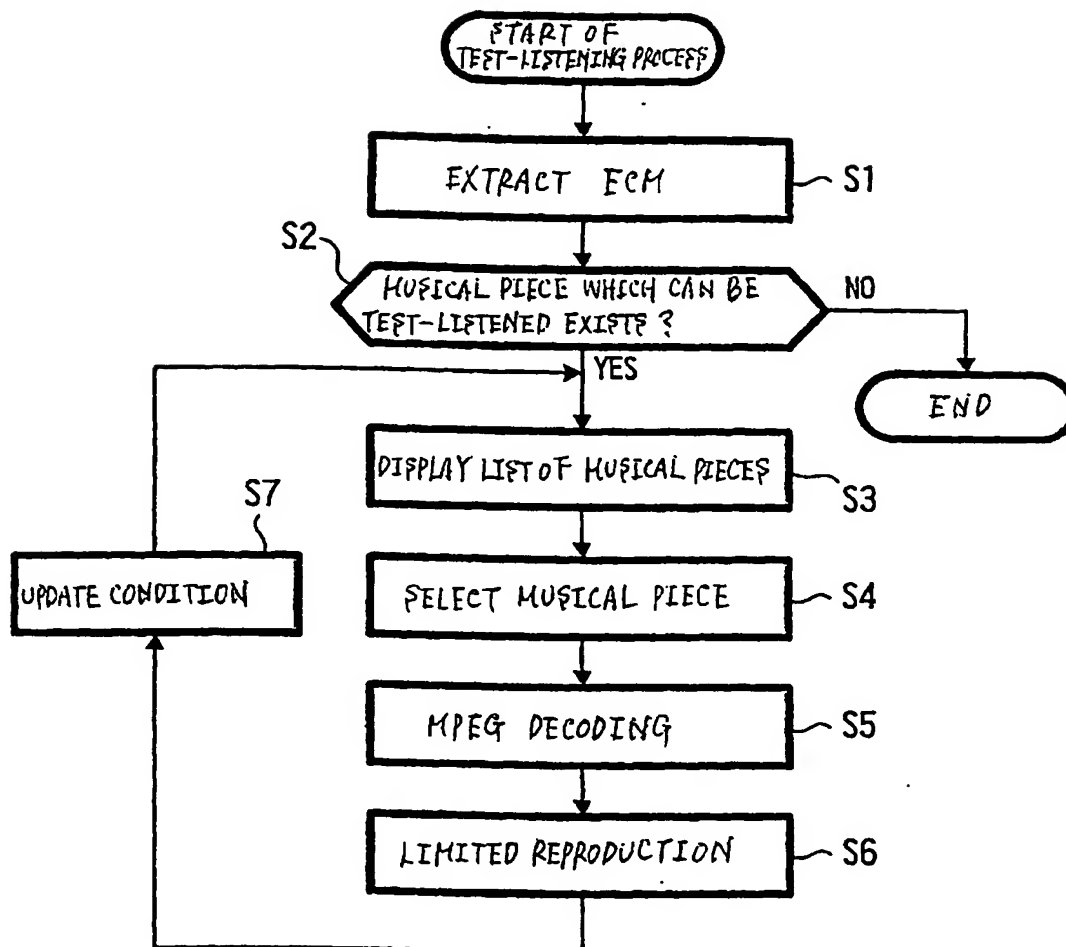 START OF
TEST-LISTENING PROCESS
EXTRACT ECM
S1
S2
MUSICAL PIECE WHICH CAN BE
TEST-LISTENED EXISTS?
NO
YES
END
DISPLAY LIST OF MUSICAL PIECES
S3
S7
UPDATE CONDITION
SELECT MUSICAL PIECE
S4
MPEG DECODING
S5
LIMITED REPRODUCTION
S6